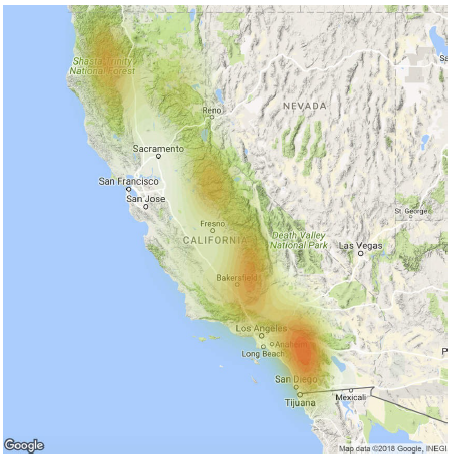 Shasta-Trinity
National Forest
Reno
NEVADA
Sacramento
San Francisco
San Jose
St. George
Fresno
CALIFORNIA
Death Valley
National Park
Las Vegas
Bakersfield
Los Angeles
Anaheim
Long Beach
San Diego
Mexicali
Tijuana
Google
Map data ©2018 Google, INEGI